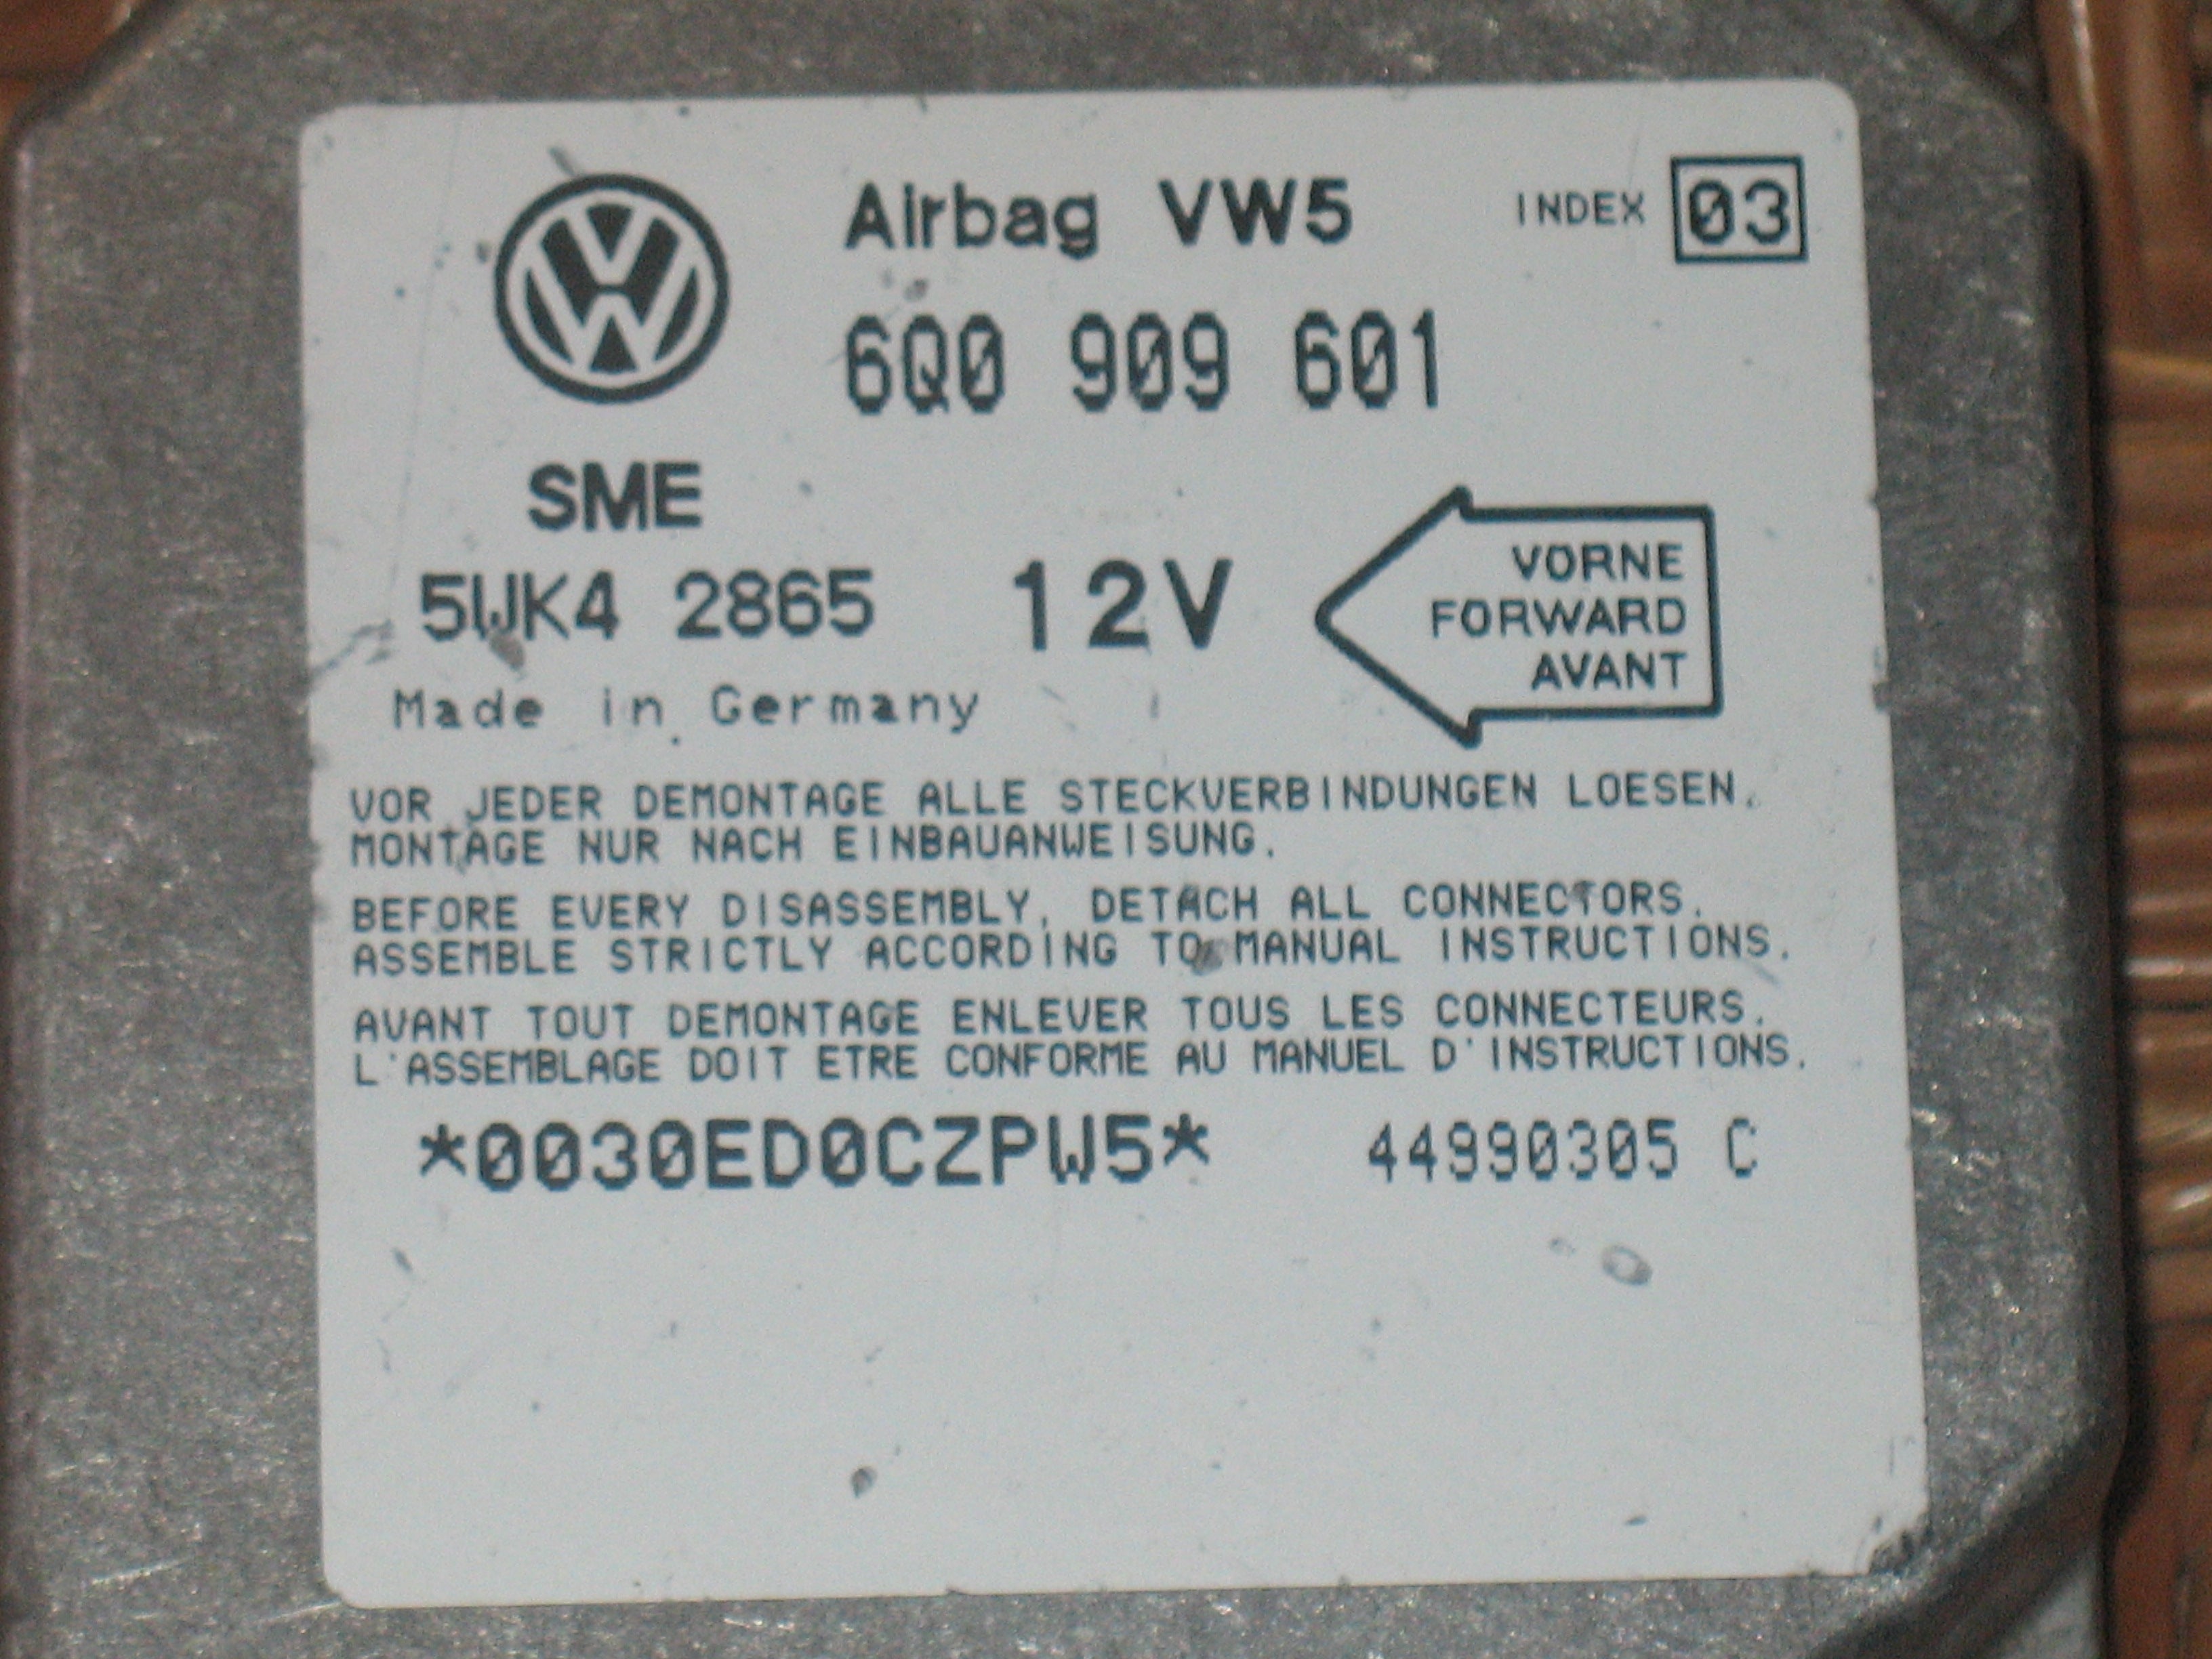 Airbag VW5 INDEX 03
6Q0 909 601
SME
5WK4 2865 12V
VORNE
FORWARD
AVANT
Made in Germany
VOR JEDER DEMONTAGE ALLE STECKVERBINDUNGEN LOESEN.
MONTAGE NUR NACH EINBAUANWEISUNG.
BEFORE EVERY DISASSEMBLY, DETACH ALL CONNECTORS.
ASSEMBLE STRICTLY ACCORDING TO MANUAL INSTRUCTIONS.
AVANT TOUT DEMONTAGE ENLEVER TOUS LES CONNECTEURS.
L'ASSEMBLAGE DOIT ETRE CONFORME AU MANUEL D'INSTRUCTIONS.
*0030ED0CZPW5* 44990305 C